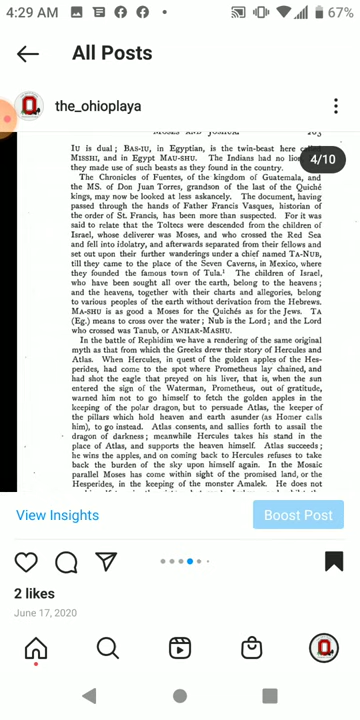 4:29 AM
67%
All Posts
the_ohioplaya
MOSES AND JOSHUA.
4/10
IU is dual; BAS-IU, in Egyptian, is the twin-beast here called
MISSHI, and in Egypt MAU-SHU. The Indians had no
they made use of such beasts as they found in the country.
The Chronicles of Fuentes, of the kingdom of Guatemala, and
the MS. of Don Juan Torres, grandson of the last of the Quiché
kings, may now be looked at less askancely. The document, having
passed through the hands of Father Francis Vasques, historian of
the order of St. Francis, has been more than suspected. For it was
said to relate that the Toltecs were descended from the children of
Israel, whose deliverer was Moses, and who crossed the Red Sea
and fell into idolatry, and afterwards separated from their fellows and
set out upon their further wanderings under a chief named TA-NUB,
till they came to the place of the Seven Caverns, in Mexico, where
they founded the famous town of Tula.¹ The children of Israel,
who have been sought all over the earth, belong to the heavens;
and the heavens, together with their charts and allegories, belong
to various peoples of the earth without derivation from the Hebrews.
MA-SHU is as good a Moses for the Quichés as for the Jews. TA
(Eg.) means to cross over the water; Nub is the Lord; and the Lord
who crossed was Tanub, or ANHAR-MASHU.
In the battle of Rephidim we have a rendering of the same original
myth as that from which the Greeks drew their story of Hercules and
Atlas. When Hercules, in quest of the golden apples of the Hes-
perides, had come to the spot where Prometheus lay chained, and
had shot the eagle that preyed on his liver, that is, when the sun
entered the sign of the Waterman, Prometheus, out of gratitude,
warned him not to go himself to fetch the golden apples in the
keeping of the polar dragon, but to persuade Atlas, the keeper of
the pillars which hold heaven and earth asunder (as Homer calls
him), to go instead. Atlas consents, and sallies forth to assail the
dragon of darkness; meanwhile Hercules takes his stand in the
place of Atlas, and supports the heaven himself. Atlas succeeds;
he wins the apples, and on coming back to Hercules refuses to take
back the burden of the sky upon himself again. In the Mosaic
parallel Moses has come within sight of the promised land, or the
Hesperides, in the keeping of the monster Amalek. He does not
View Insights
Boost Post
2 likes
June 17, 2020